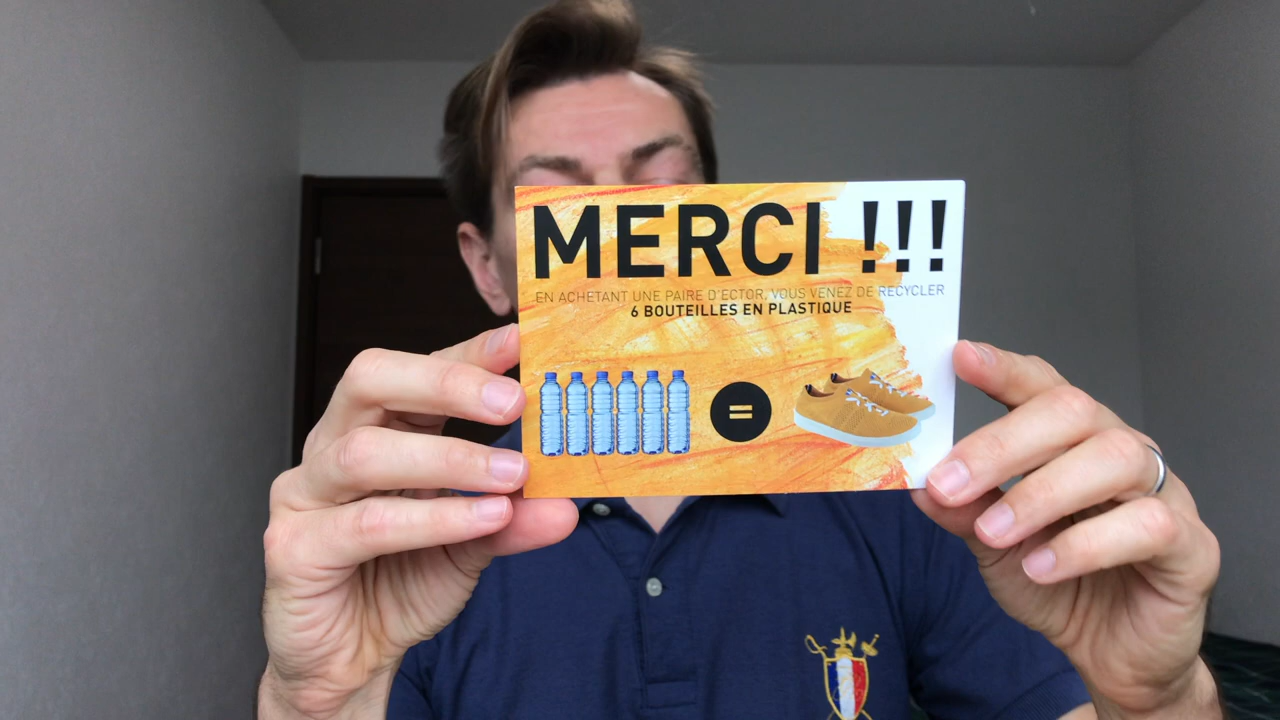 MERCI !!!
EN ACHETANT UNE PAIRE D'ECTOR, VOUS VENEZ DE RECYCLER
6 BOUTEILLES EN PLASTIQUE
=